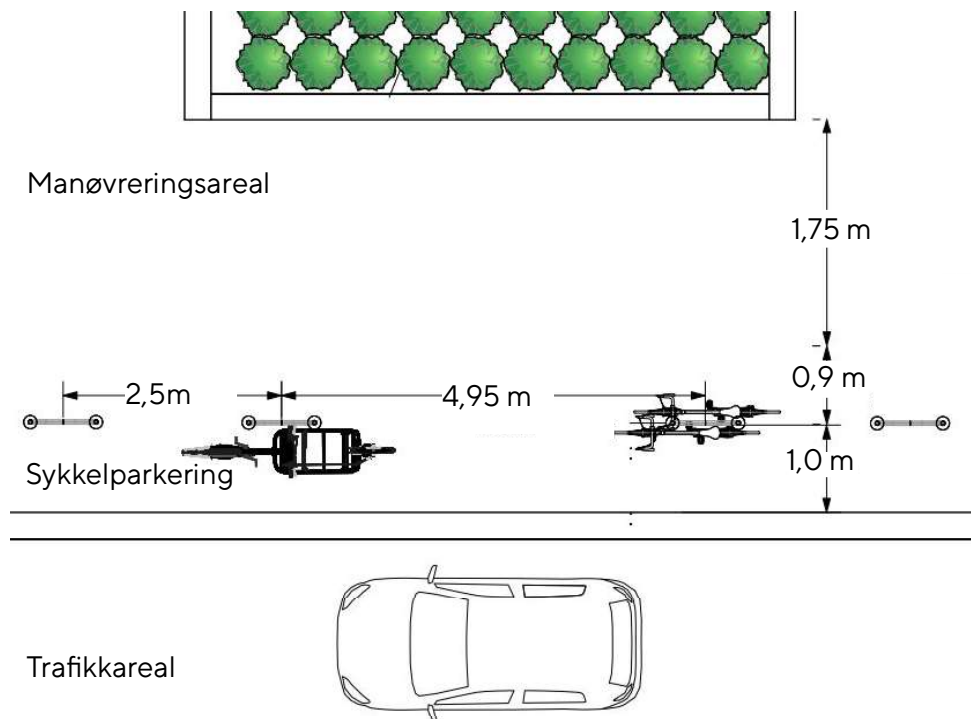 Manøvreringsareal
1,75 m
2,5m
4,95 m
0,9 m
Sykkelparkering
1,0 m
Trafikkareal